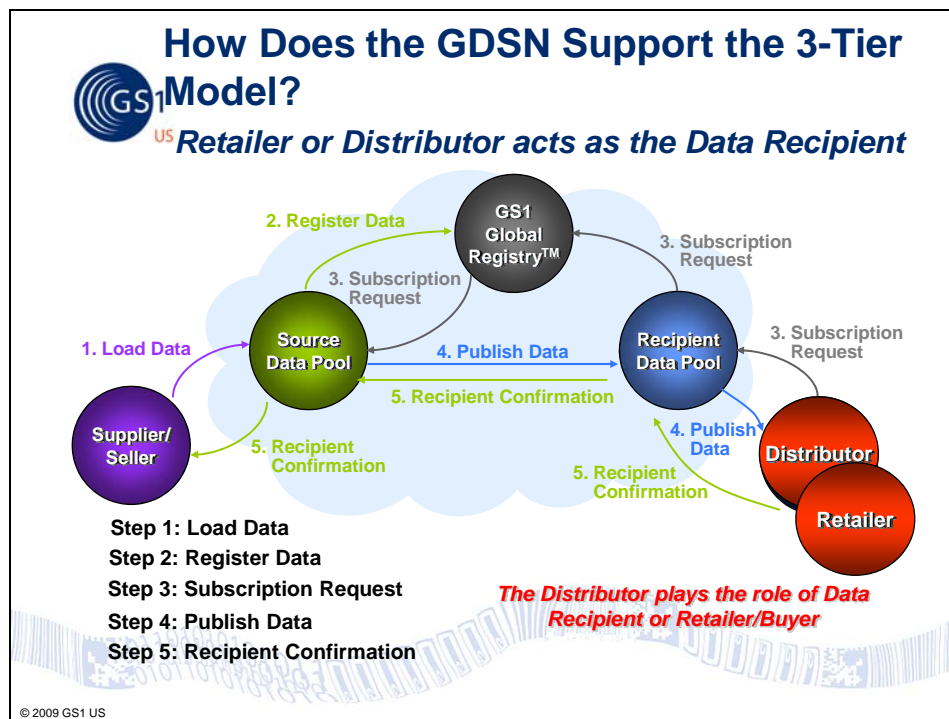 How Does the GDSN Support the 3-Tier
Model?
GS1
US
Retailer or Distributor acts as the Data Recipient
GS1
Global
Registry™
2. Register Data
3. Subscription
Request
3. Subscription
Request
Source
Data Pool
Recipient
Data Pool
1. Load Data
4. Publish Data
3. Subscription
Request
5. Recipient Confirmation
Supplier/
Seller
5. Recipient
Confirmation
4. Publish
Data
Distributor
5. Recipient
Confirmation
Retailer
Step 1: Load Data
Step 2: Register Data
Step 3: Subscription Request
Step 4: Publish Data
Step 5: Recipient Confirmation
The Distributor plays the role of Data
Recipient or Retailer/Buyer
© 2009 GS1 US